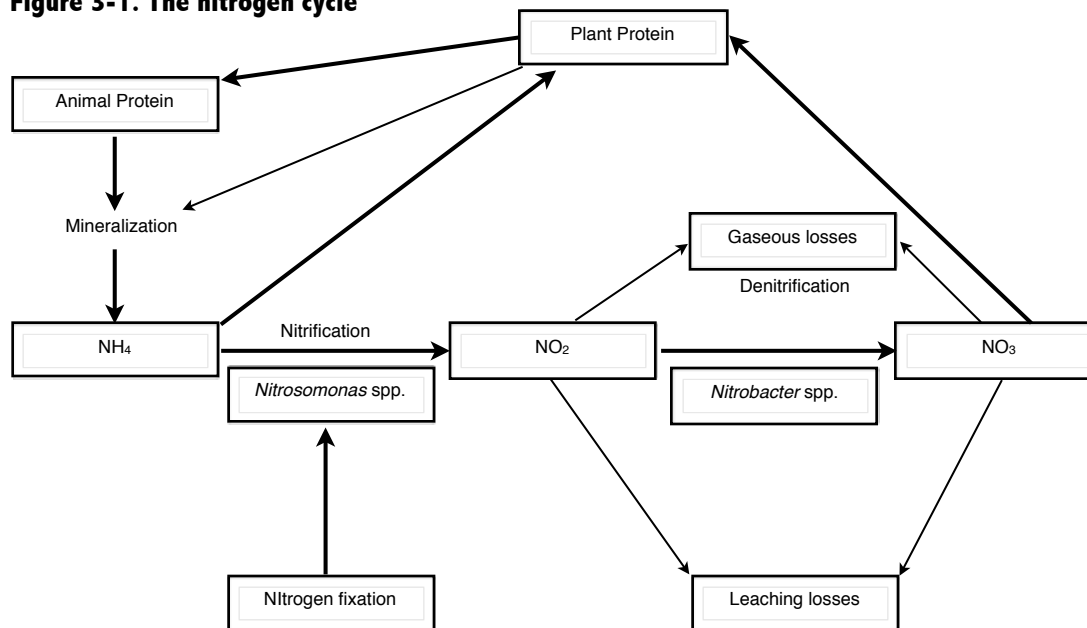 Figure 3-1. The nitrogen cycle
Plant Protein
Animal Protein
Mineralization
Gaseous losses
Denitrification
NH₄
Nitrification
NO₂
NO₃
Nitrosomonas spp.
Nitrobacter spp.
NItrogen fixation
Leaching losses